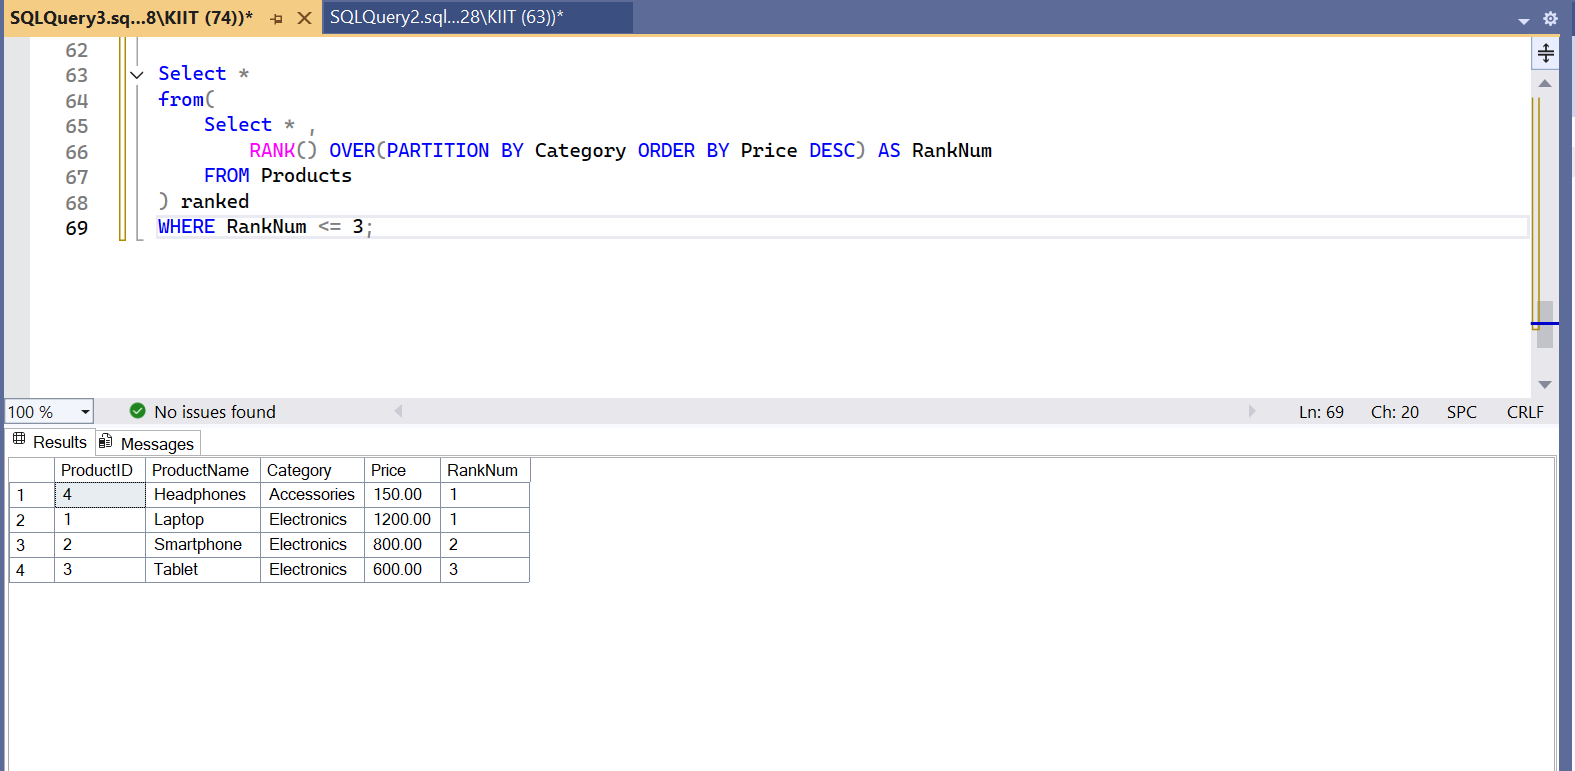 SQLQuery3.sq...8\KIIT (74))* SQLQuery2.sql...28\KIIT (63))*
62
63 Select *
64 from(
65 Select * ,
66 RANK() OVER(PARTITION BY Category ORDER BY Price DESC) AS RankNum
67 FROM Products
68 ) ranked
69 WHERE RankNum <= 3;
100 % No issues found Ln: 69 Ch: 20 SPC CRLF
Results Messages
ProductID ProductName Category Price RankNum
1 4 Headphones Accessories 150.00 1
2 1 Laptop Electronics 1200.00 1
3 2 Smartphone Electronics 800.00 2
4 3 Tablet Electronics 600.00 3